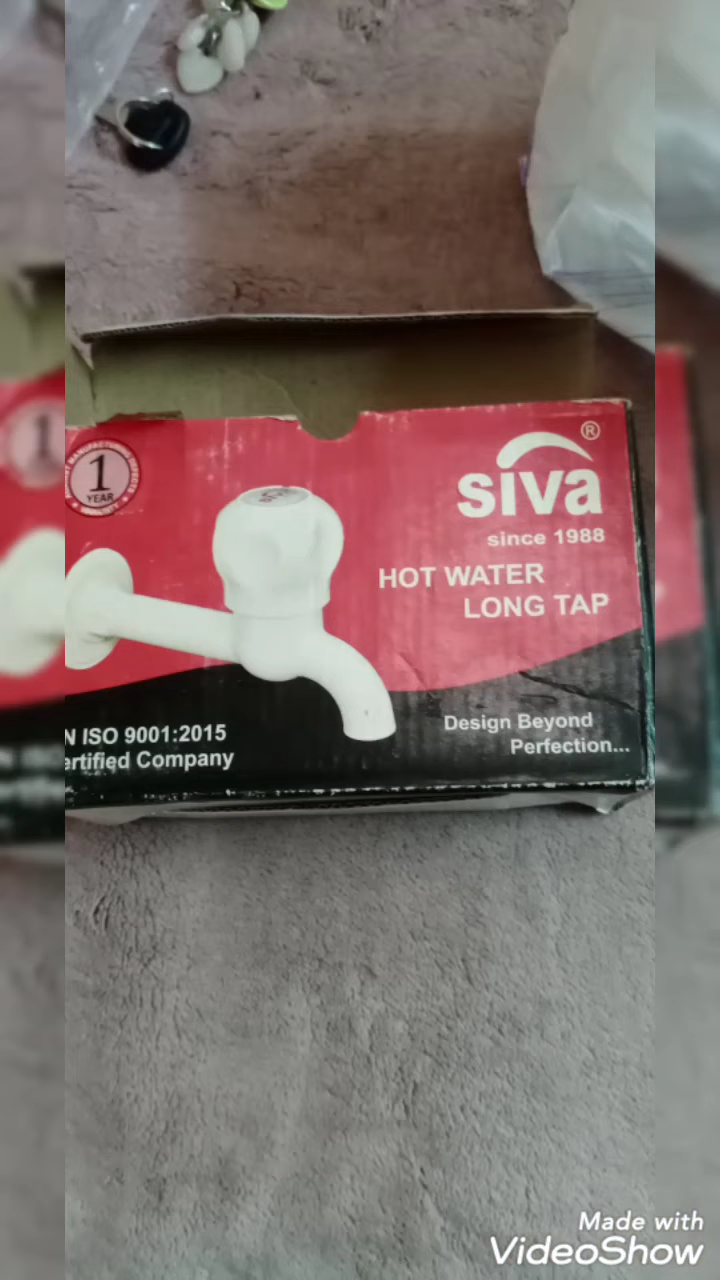 1
YEAR
siva®
since 1988
HOT WATER
LONG TAP
N ISO 9001:2015
ertified Company
Design Beyond
Perfection...
Made with
VideoShow